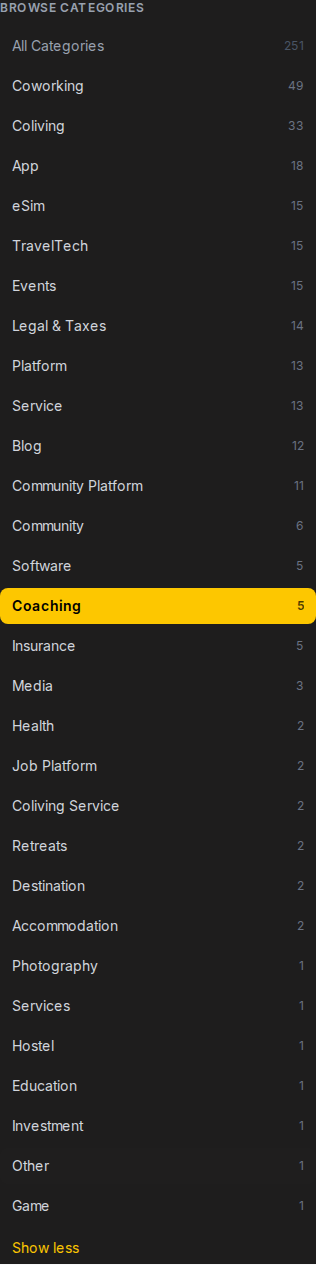 BROWSE CATEGORIES
All Categories 251
Coworking 49
Coliving 33
App 18
eSim 15
TravelTech 15
Events 15
Legal & Taxes 14
Platform 13
Service 13
Blog 12
Community Platform 11
Community 6
Software 5
Coaching 5
Insurance 5
Media 3
Health 2
Job Platform 2
Coliving Service 2
Retreats 2
Destination 2
Accommodation 2
Photography 1
Services 1
Hostel 1
Education 1
Investment 1
Other 1
Game 1
Show less